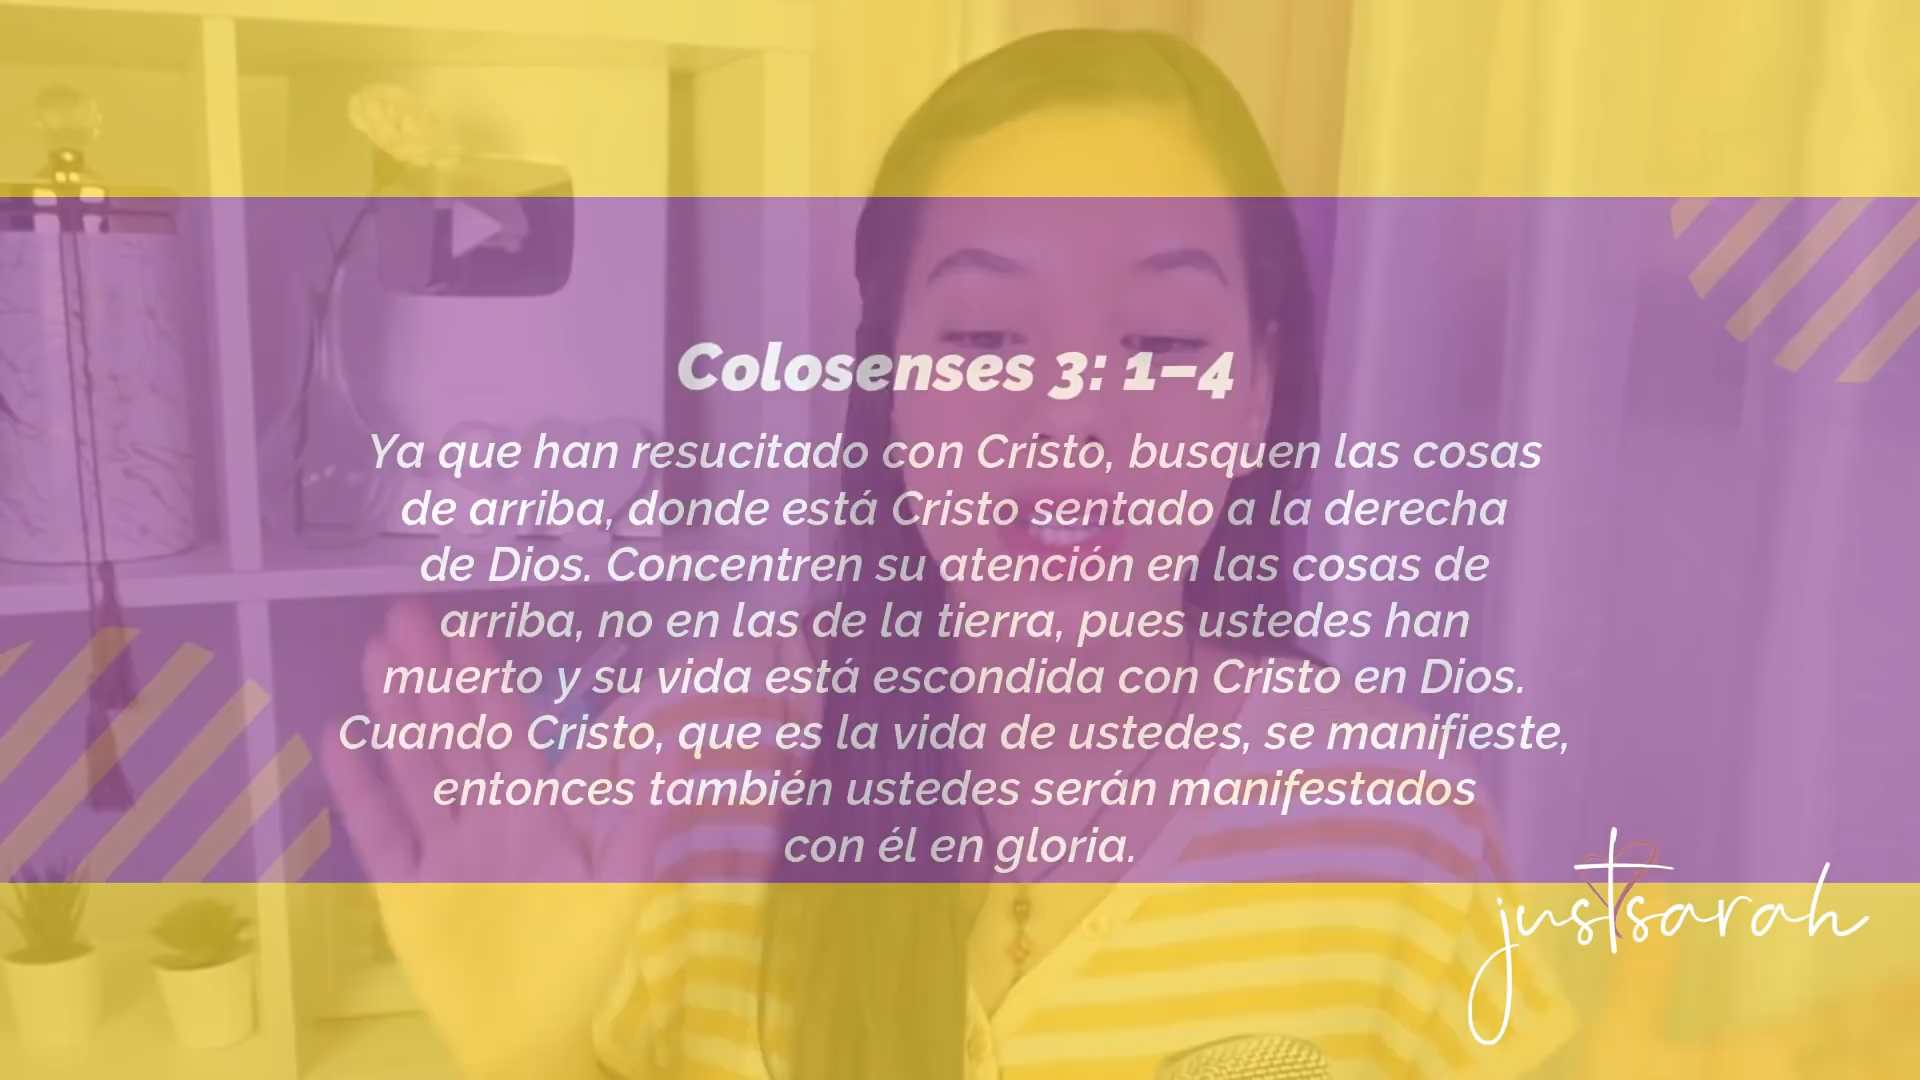 Colosenses 3: 1–4
Ya que han resucitado con Cristo, busquen las cosas
de arriba, donde está Cristo sentado a la derecha
de Dios. Concentren su atención en las cosas de
arriba, no en las de la tierra, pues ustedes han
muerto y su vida está escondida con Cristo en Dios.
Cuando Cristo, que es la vida de ustedes, se manifieste,
entonces también ustedes serán manifestados
con él en gloria.
justsarah